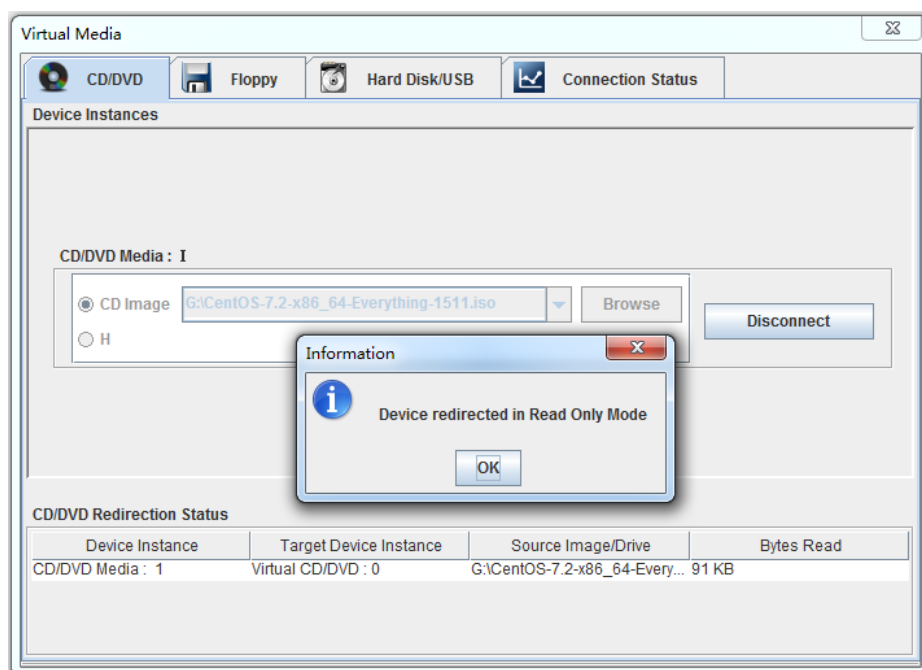 Virtual Media
CD/DVD Floppy Hard Disk/USB Connection Status
Device Instances
CD/DVD Media : I
CD Image G:\CentOS-7.2-x86_64-Everything-1511.iso Browse
Disconnect
H
Information
Device redirected in Read Only Mode
OK
CD/DVD Redirection Status
Device Instance Target Device Instance Source Image/Drive Bytes Read
CD/DVD Media : 1 Virtual CD/DVD : 0 G:\CentOS-7.2-x86_64-Every... 91 KB